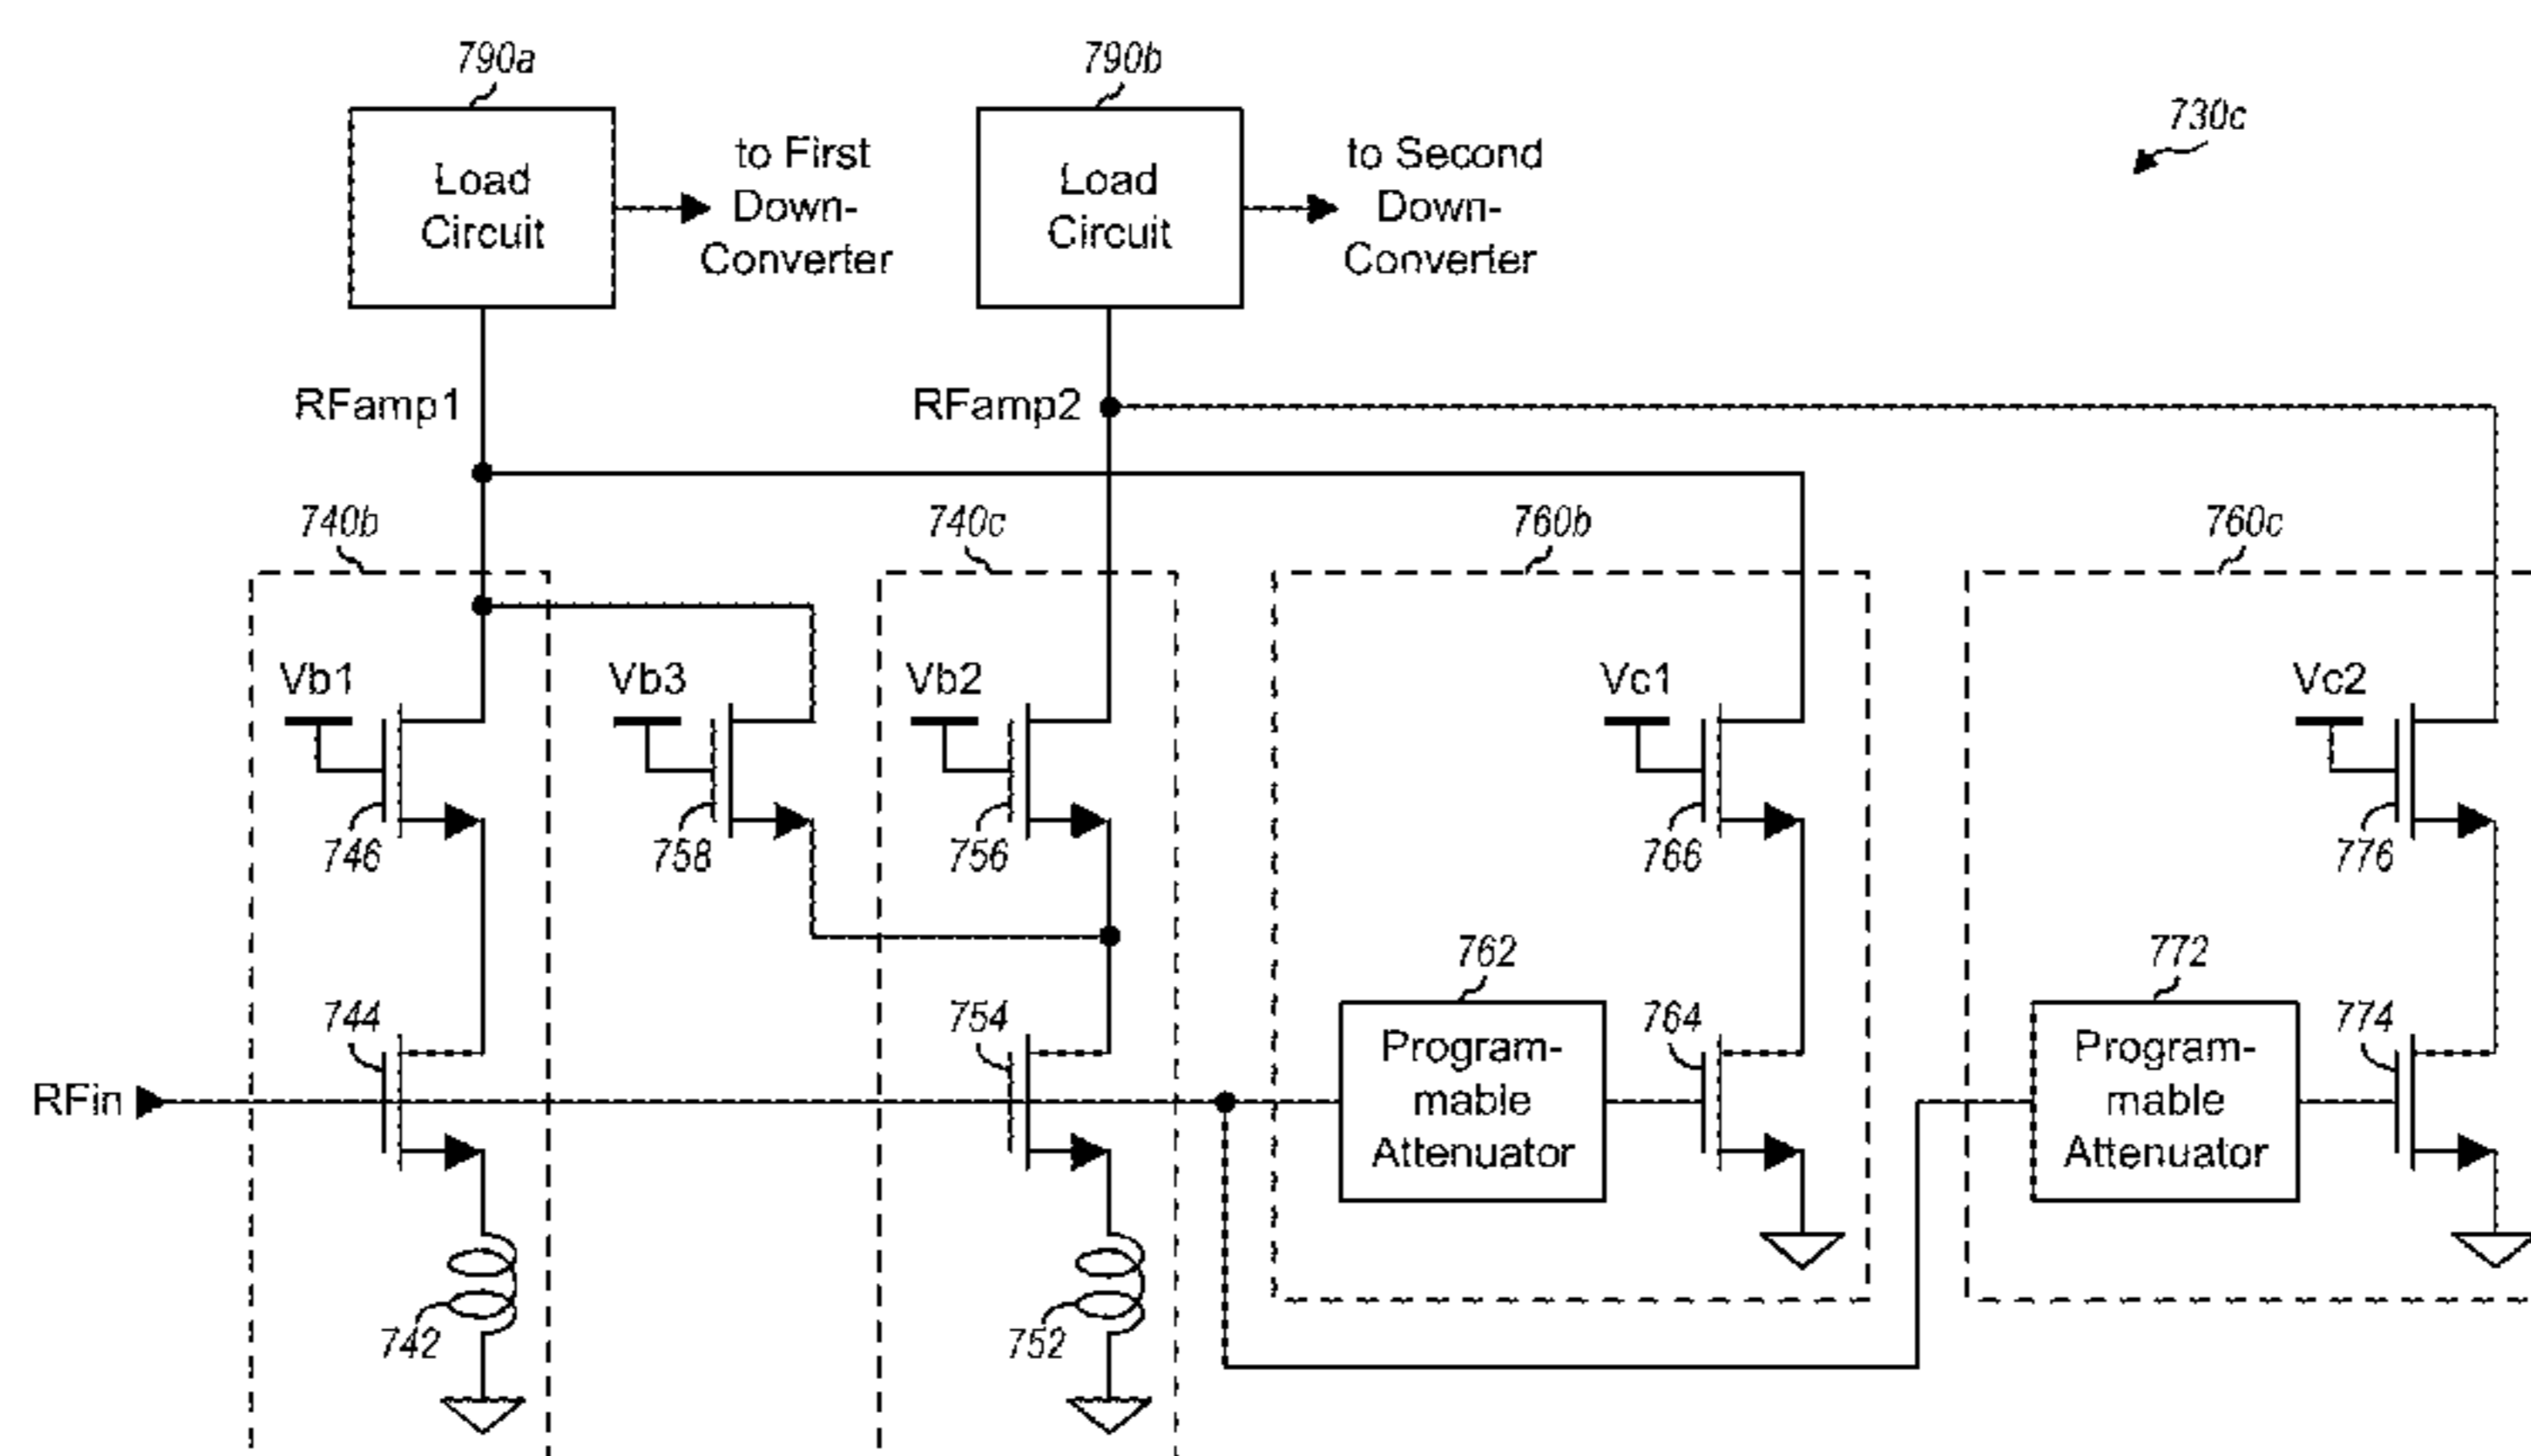 790a
790b
730c
Load
Circuit
to First
Down-
Converter
Load
Circuit
to Second
Down-
Converter
RFamp1
RFamp2
740b
740c
760b
760c
Vb1
Vb3
Vb2
Vc1
Vc2
746
758
756
766
776
762
772
744
754
764
774
RFin
Program-
mable
Attenuator
Program-
mable
Attenuator
742
752